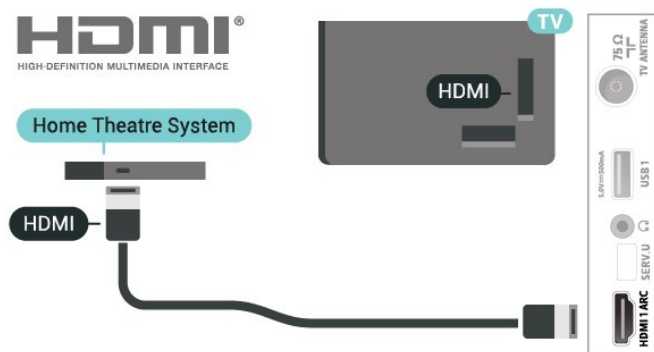 HDMI®
HIGH-DEFINITION MULTIMEDIA INTERFACE
TV
HDMI
Home Theatre System
HDMI
75 Ω
TV ANTENNA
5.0V⎓500mA
USB 1
SERV.U
HDMI 1 ARC